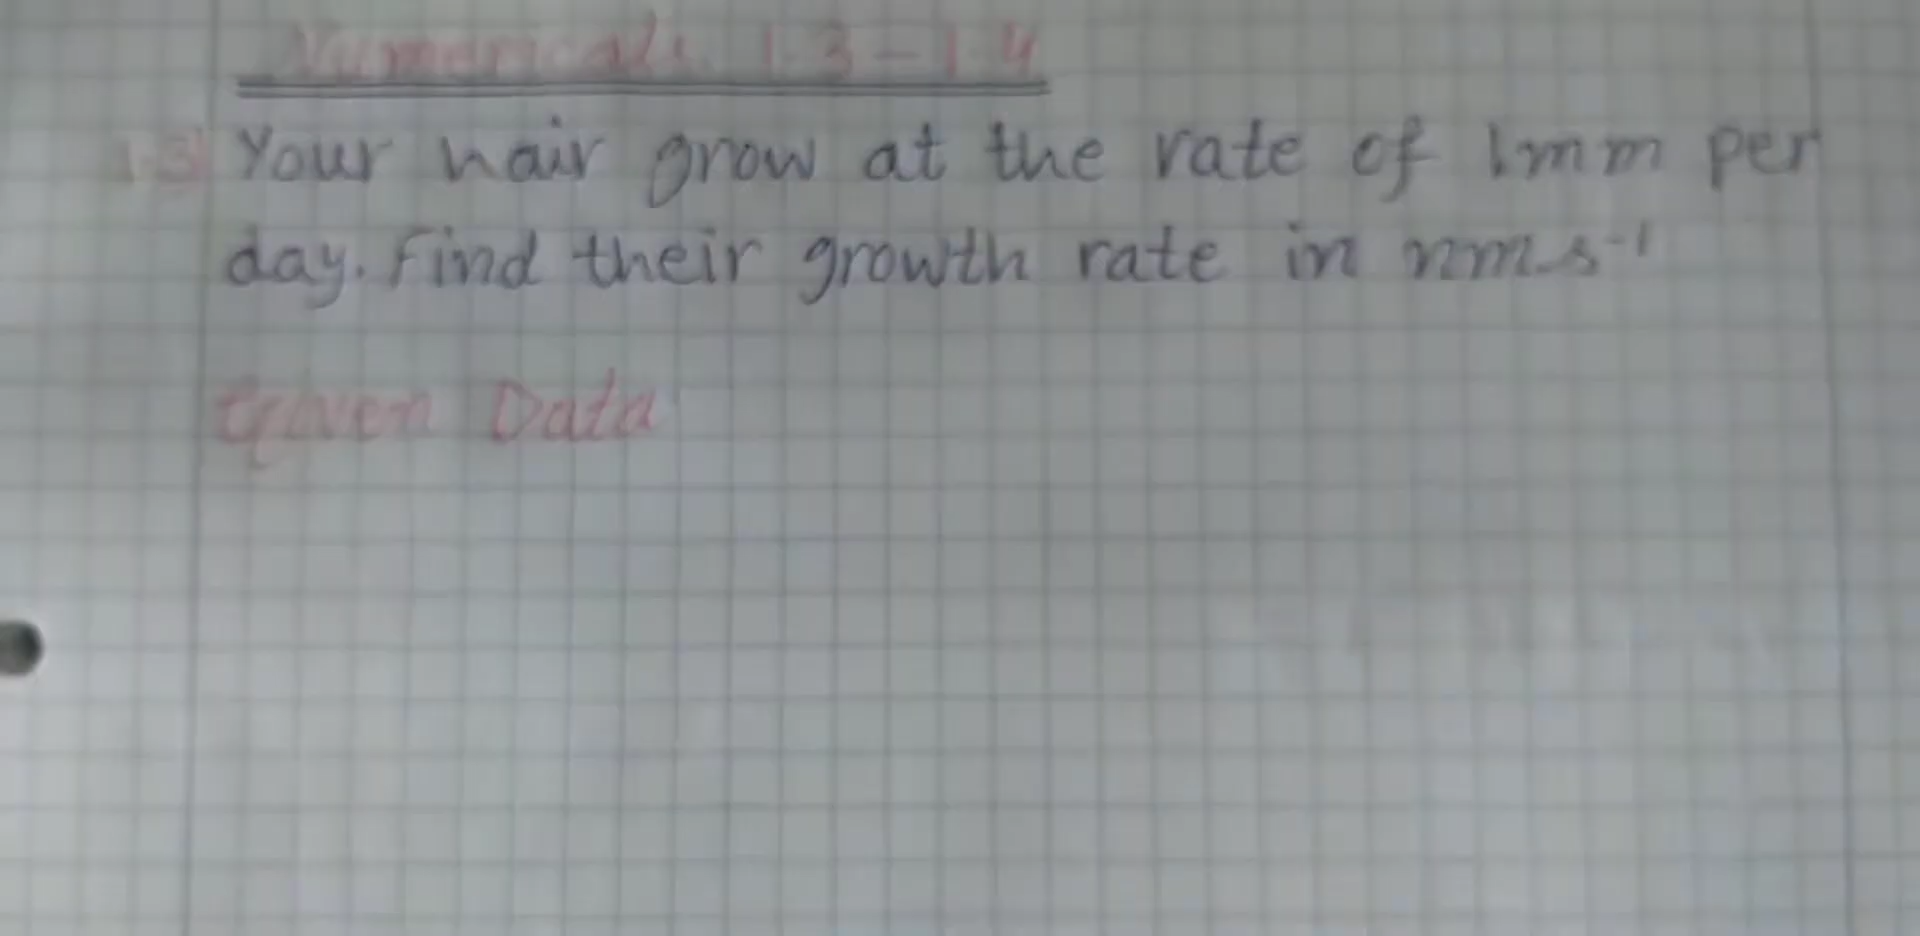 Numericals 1.3-1.4
1.3 Your hair grow at the rate of 1mm per
day. Find their growth rate in nms⁻¹
Given Data